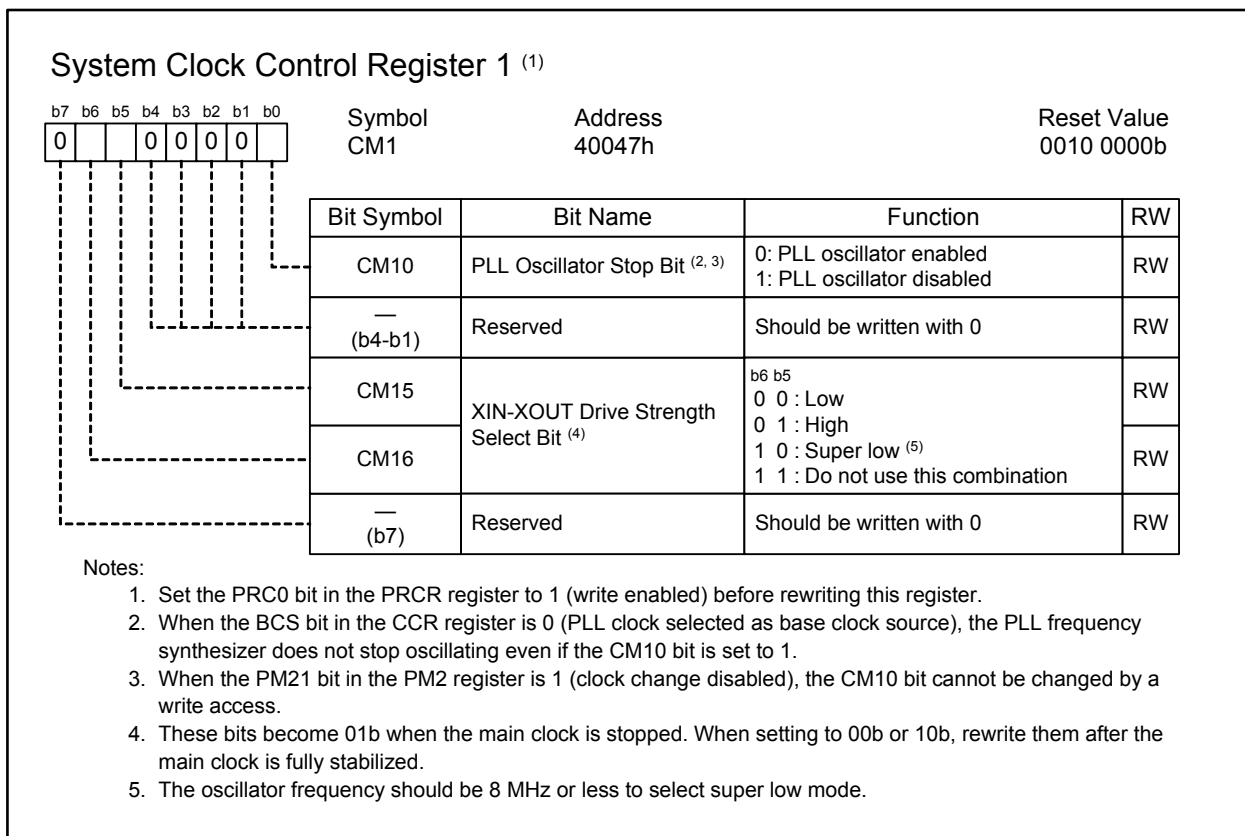 System Clock Control Register 1 (1)
b7 b6 b5 b4 b3 b2 b1 b0
0 0 0 0 0
Symbol Address Reset Value
CM1 40047h 0010 0000b
Bit Symbol Bit Name Function RW
CM10 PLL Oscillator Stop Bit (2, 3) 0: PLL oscillator enabled
1: PLL oscillator disabled RW
—
(b4-b1) Reserved Should be written with 0 RW
CM15 XIN-XOUT Drive Strength
Select Bit (4) b6 b5
0 0 : Low
0 1 : High
1 0 : Super low (5)
1 1 : Do not use this combination RW
CM16 RW
—
(b7) Reserved Should be written with 0 RW
Notes:
1. Set the PRC0 bit in the PRCR register to 1 (write enabled) before rewriting this register.
2. When the BCS bit in the CCR register is 0 (PLL clock selected as base clock source), the PLL frequency
synthesizer does not stop oscillating even if the CM10 bit is set to 1.
3. When the PM21 bit in the PM2 register is 1 (clock change disabled), the CM10 bit cannot be changed by a
write access.
4. These bits become 01b when the main clock is stopped. When setting to 00b or 10b, rewrite them after the
main clock is fully stabilized.
5. The oscillator frequency should be 8 MHz or less to select super low mode.